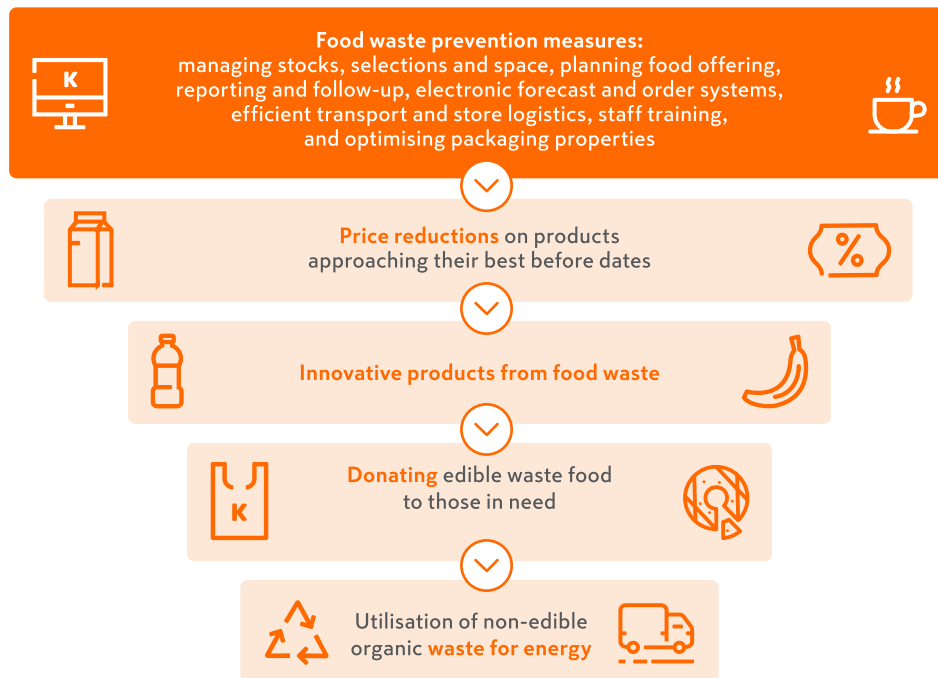 Food waste prevention measures:
K
managing stocks, selections and space, planning food offering,
reporting and follow-up, electronic forecast and order systems,
efficient transport and store logistics, staff training,
and optimising packaging properties
Price reductions on products
approaching their best before dates
%
Innovative products from food waste
Donating edible waste food
to those in need
K
Utilisation of non-edible
organic waste for energy